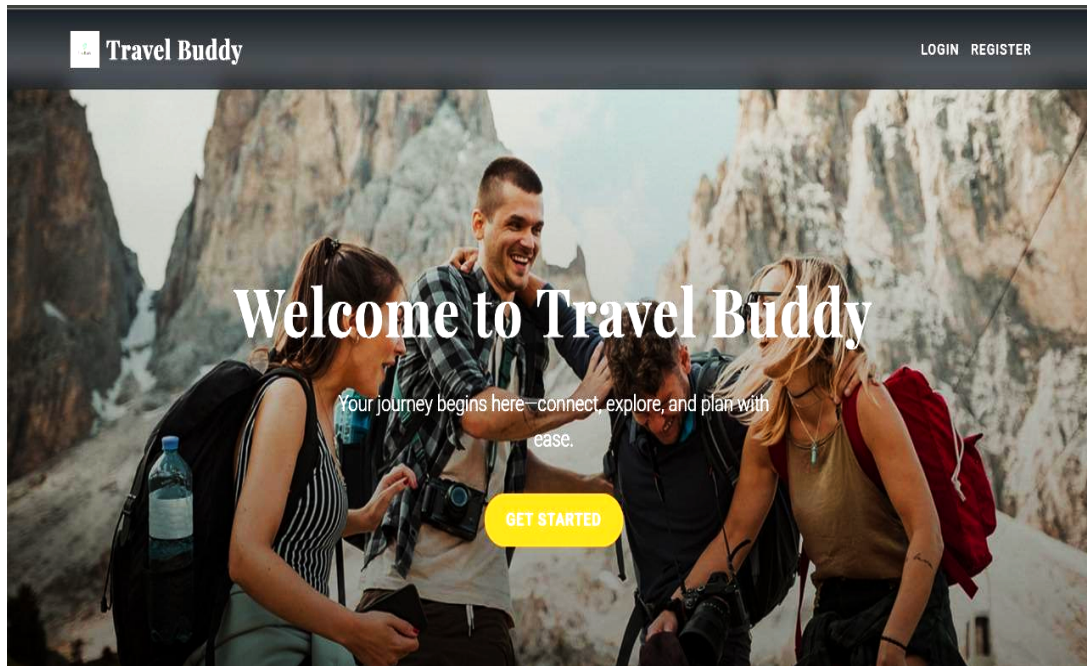 Travel Buddy
LOGIN REGISTER
Welcome to Travel Buddy
Your journey begins here—connect, explore, and plan with
ease.
GET STARTED